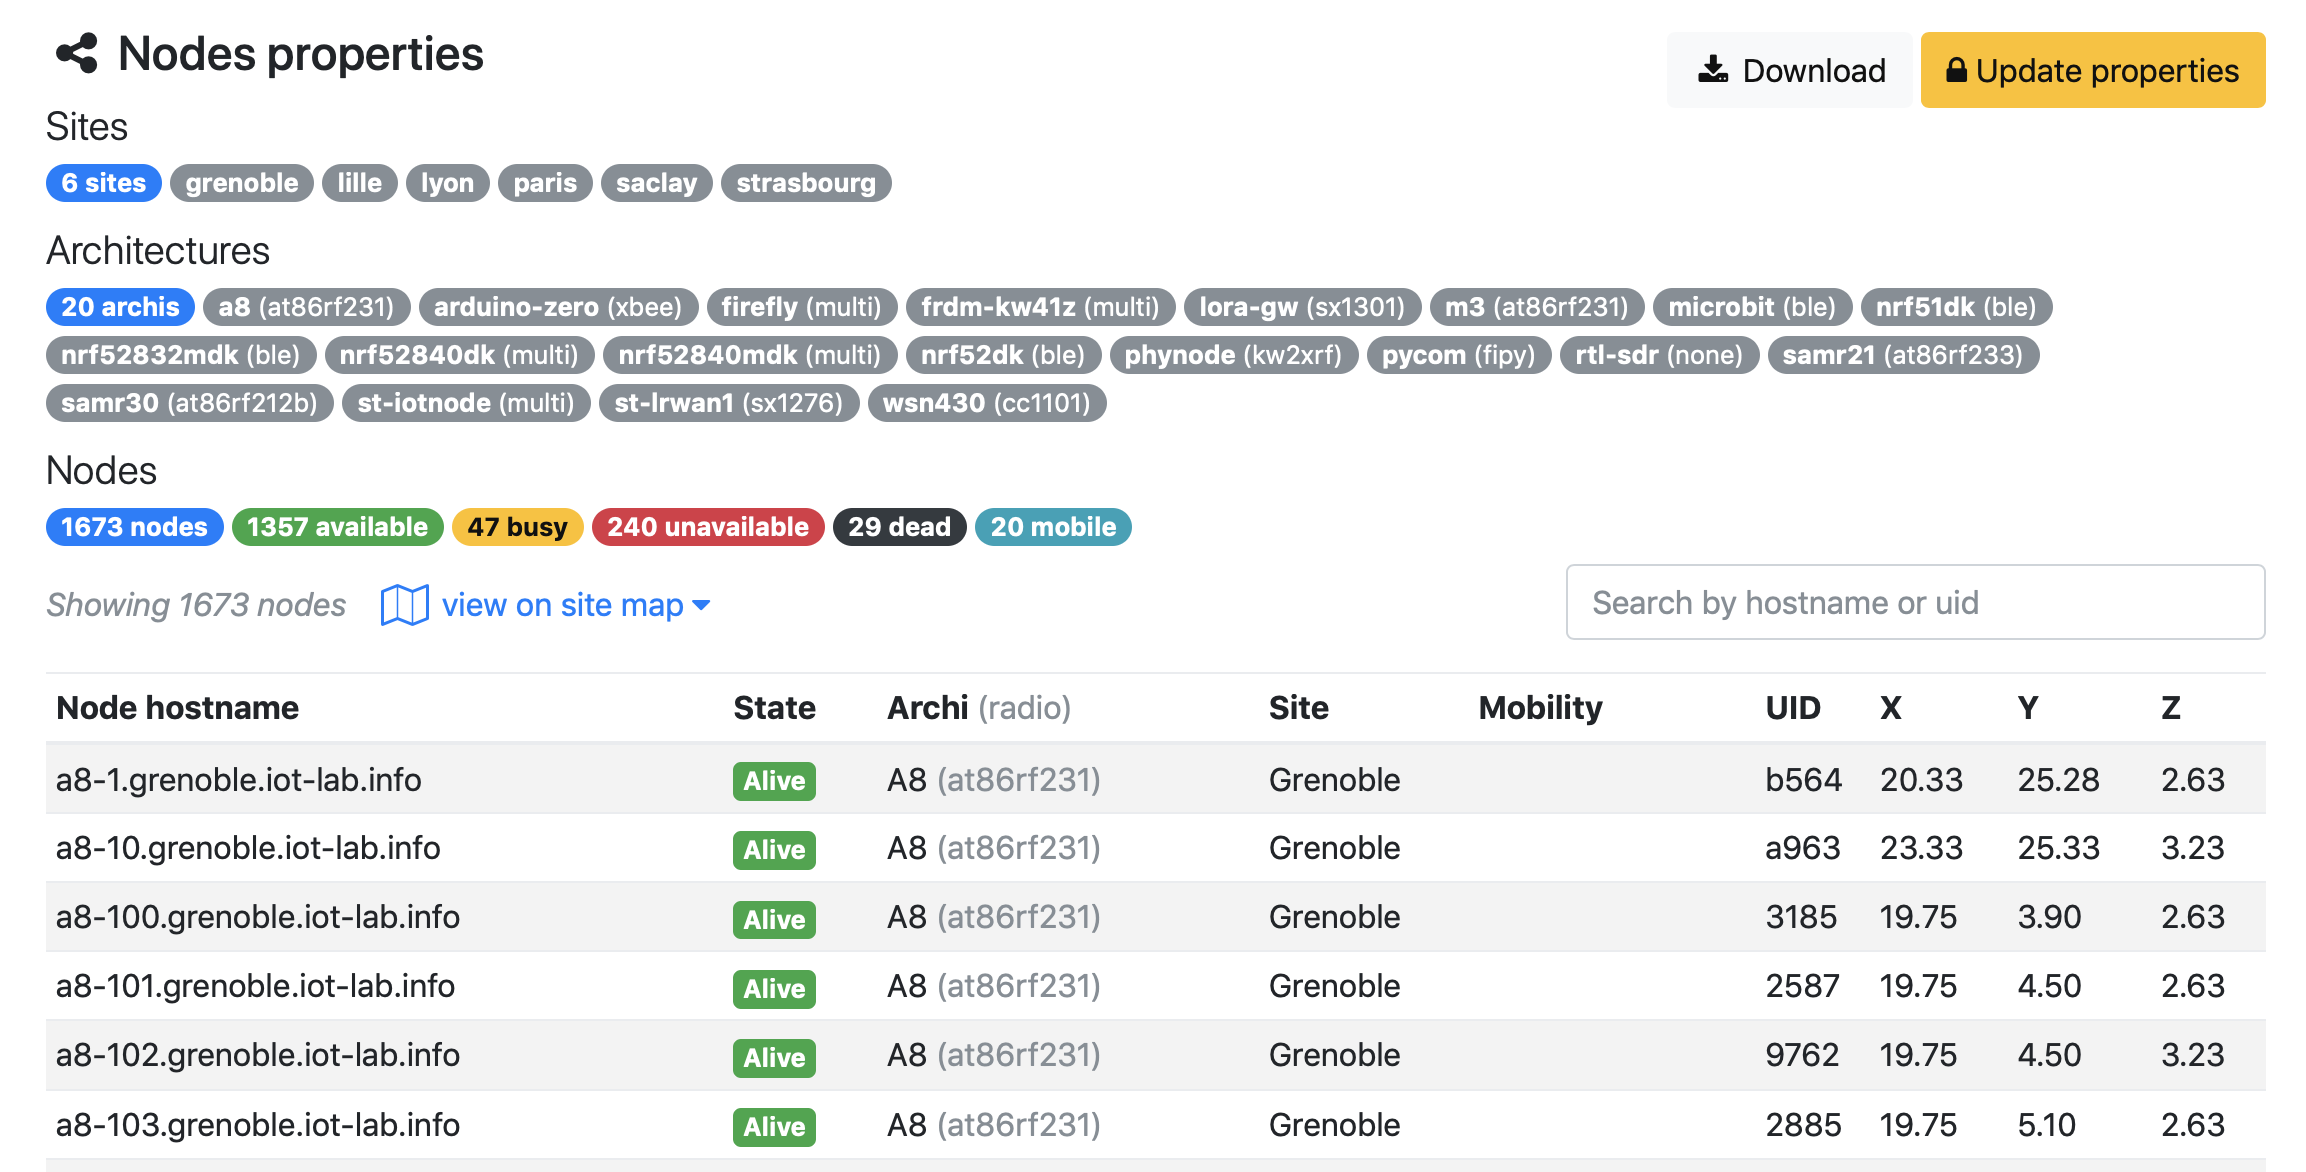 Nodes properties
Download
Update properties
Sites
6 sites grenoble lille lyon paris saclay strasbourg
Architectures
20 archis a8 (at86rf231) arduino-zero (xbee) firefly (multi) frdm-kw41z (multi) lora-gw (sx1301) m3 (at86rf231) microbit (ble) nrf51dk (ble)
nrf52832mdk (ble) nrf52840dk (multi) nrf52840mdk (multi) nrf52dk (ble) phynode (kw2xrf) pycom (fipy) rtl-sdr (none) samr21 (at86rf233)
samr30 (at86rf212b) st-iotnode (multi) st-lrwan1 (sx1276) wsn430 (cc1101)
Nodes
1673 nodes 1357 available 47 busy 240 unavailable 29 dead 20 mobile
Showing 1673 nodes view on site map
Search by hostname or uid
Node hostname State Archi (radio) Site Mobility UID X Y Z
a8-1.grenoble.iot-lab.info Alive A8 (at86rf231) Grenoble b564 20.33 25.28 2.63
a8-10.grenoble.iot-lab.info Alive A8 (at86rf231) Grenoble a963 23.33 25.33 3.23
a8-100.grenoble.iot-lab.info Alive A8 (at86rf231) Grenoble 3185 19.75 3.90 2.63
a8-101.grenoble.iot-lab.info Alive A8 (at86rf231) Grenoble 2587 19.75 4.50 2.63
a8-102.grenoble.iot-lab.info Alive A8 (at86rf231) Grenoble 9762 19.75 4.50 3.23
a8-103.grenoble.iot-lab.info Alive A8 (at86rf231) Grenoble 2885 19.75 5.10 2.63